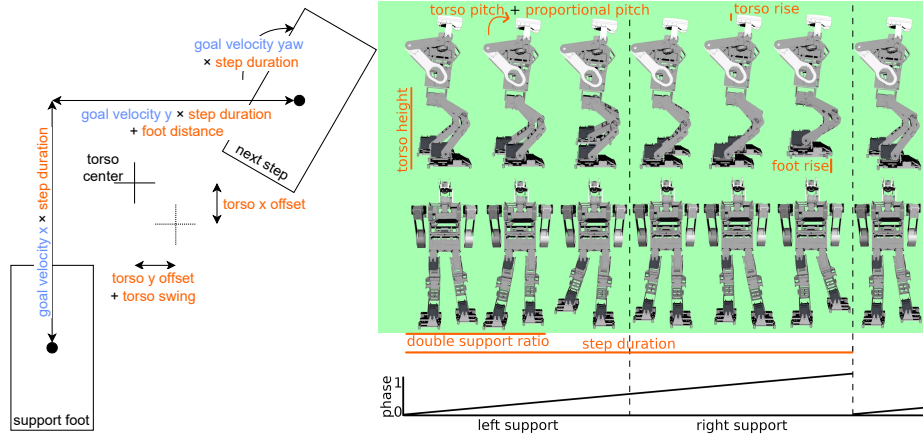 goal velocity yaw
× step duration
goal velocity y × step duration
+ foot distance
next step
torso
center
torso x offset
goal velocity x × step duration
torso y offset
+ torso swing
support foot
torso pitch + proportional pitch
torso rise
torso height
foot rise
double support ratio
step duration
phase
1
0
left support
right support